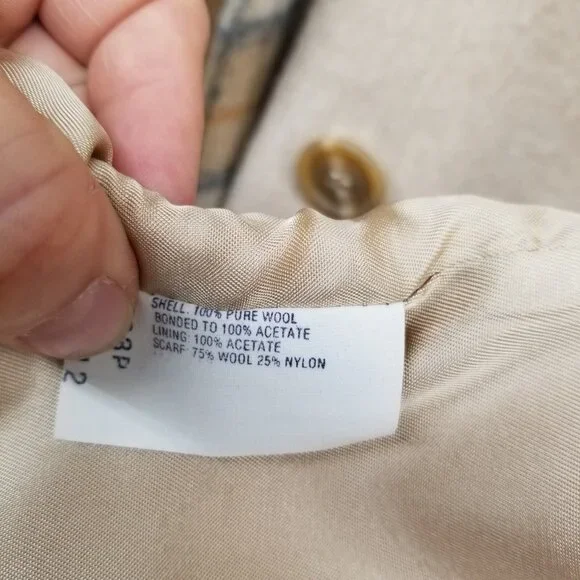 SHELL: 100% PURE WOOL
BONDED TO 100% ACETATE
LINING: 100% ACETATE
SCARF: 75% WOOL 25% NYLON